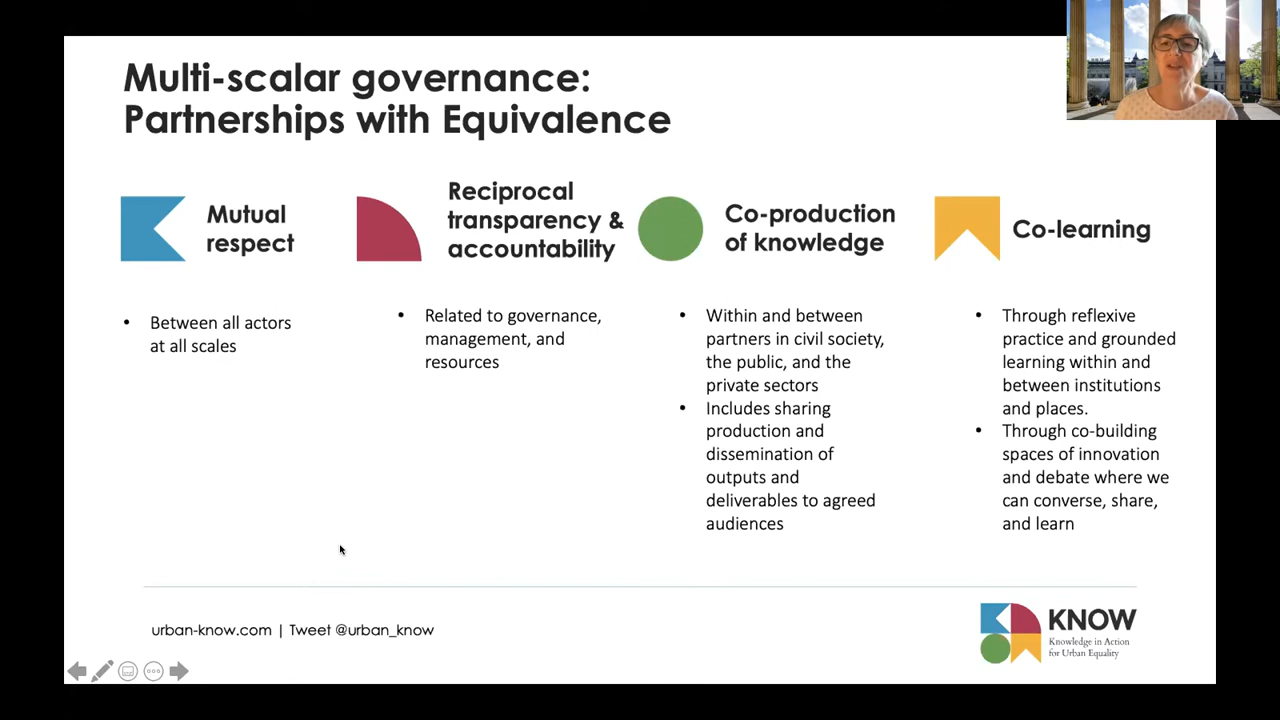 Multi-scalar governance:
Partnerships with Equivalence
Mutual
respect
• Between all actors
at all scales
Reciprocal
transparency &
accountability
• Related to governance,
management, and
resources
Co-production
of knowledge
• Within and between
partners in civil society,
the public, and the
private sectors
• Includes sharing
production and
dissemination of
outputs and
deliverables to agreed
audiences
Co-learning
• Through reflexive
practice and grounded
learning within and
between institutions
and places.
• Through co-building
spaces of innovation
and debate where we
can converse, share,
and learn
urban-know.com | Tweet @urban_know
KNOW
Knowledge in Action
for Urban Equality